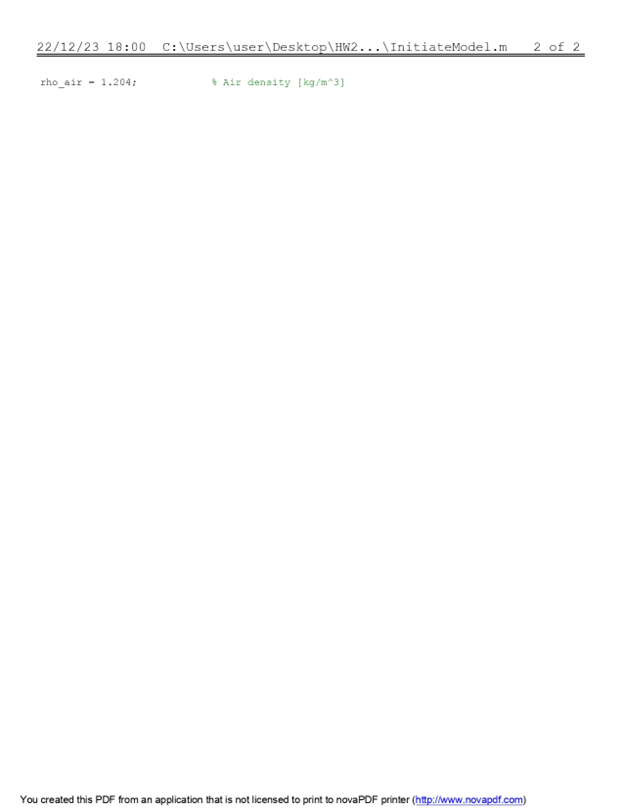 22/12/23 18:00 C:\Users\user\Desktop\HW2...\InitiateModel.m 2 of 2
rho_air = 1.204; % Air density [kg/m^3]
You created this PDF from an application that is not licensed to print to novaPDF printer (http://www.novapdf.com)